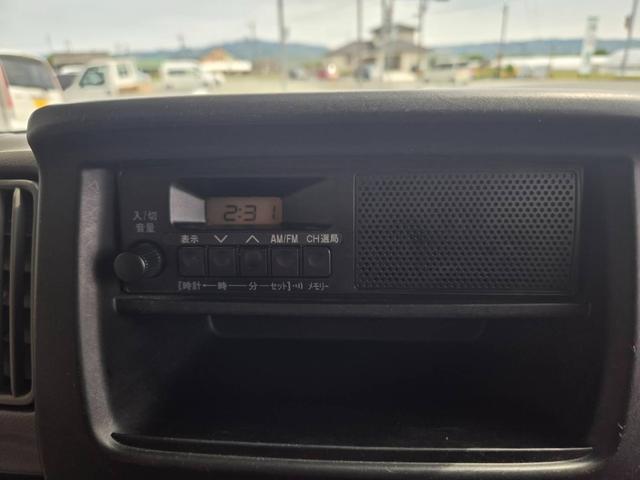 2:31
入/切
音量
表示 ∨ ∧ AM/FM CH選局
[時計←時—分—セット] メモリー